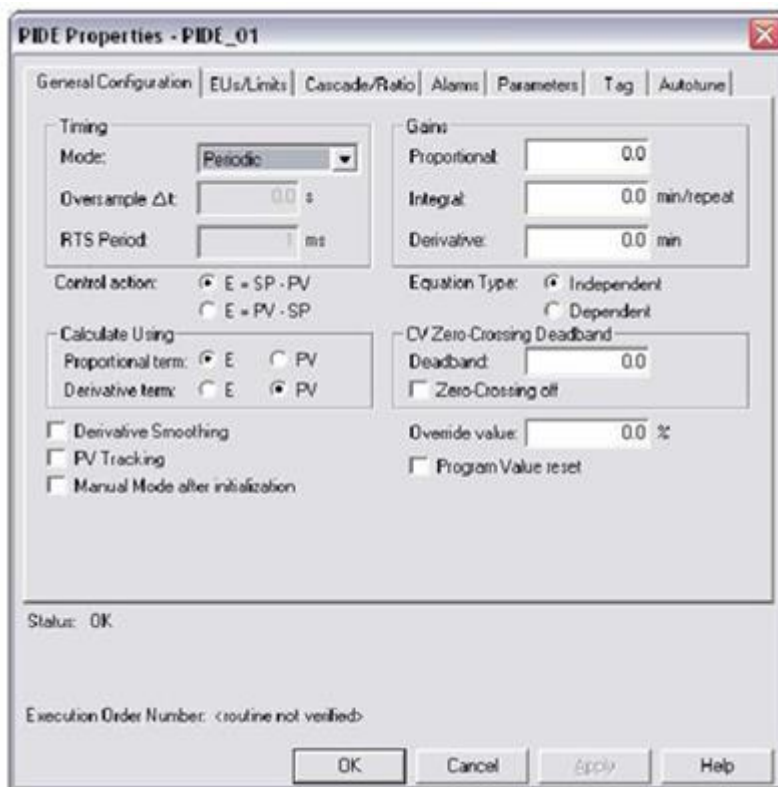 PIDE Properties - PIDE_01
General Configuration EUs/Limits Cascade/Ratio Alarms Parameters Tag Autotune
Timing
Mode: Periodic
Oversample Δt: 0.0 s
RTS Period: 1 ms
Gains
Proportional: 0.0
Integral: 0.0 min/repeat
Derivative: 0.0 min
Control action: E = SP - PV
E = PV - SP
Equation Type: Independent
Dependent
Calculate Using
Proportional term: E PV
Derivative term: E PV
CV Zero-Crossing Deadband
Deadband: 0.0
Zero-Crossing off
Derivative Smoothing
PV Tracking
Manual Mode after initialization
Override value: 0.0 %
Program Value reset
Status: OK
Execution Order Number: <routine not verified>
OK Cancel Apply Help